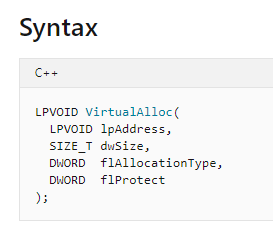 Syntax
C++
LPVOID VirtualAlloc(
  LPVOID lpAddress,
  SIZE_T dwSize,
  DWORD  flAllocationType,
  DWORD  flProtect
);